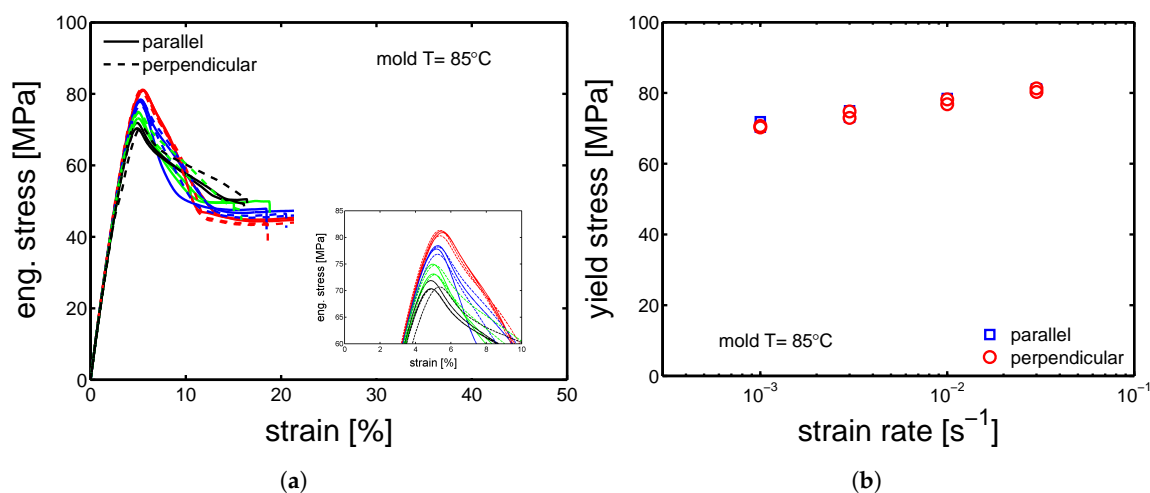 100
80
60
40
20
0
0
10
20
30
40
50
eng. stress [MPa]
strain [%]
parallel
perpendicular
mold T= 85°C
85
80
75
70
65
60
0
2
4
6
8
10
eng. stress [MPa]
strain [%]
(a)
100
80
60
40
20
0
10⁻³
10⁻²
10⁻¹
yield stress [MPa]
strain rate [s⁻¹]
mold T= 85°C
parallel
perpendicular
(b)